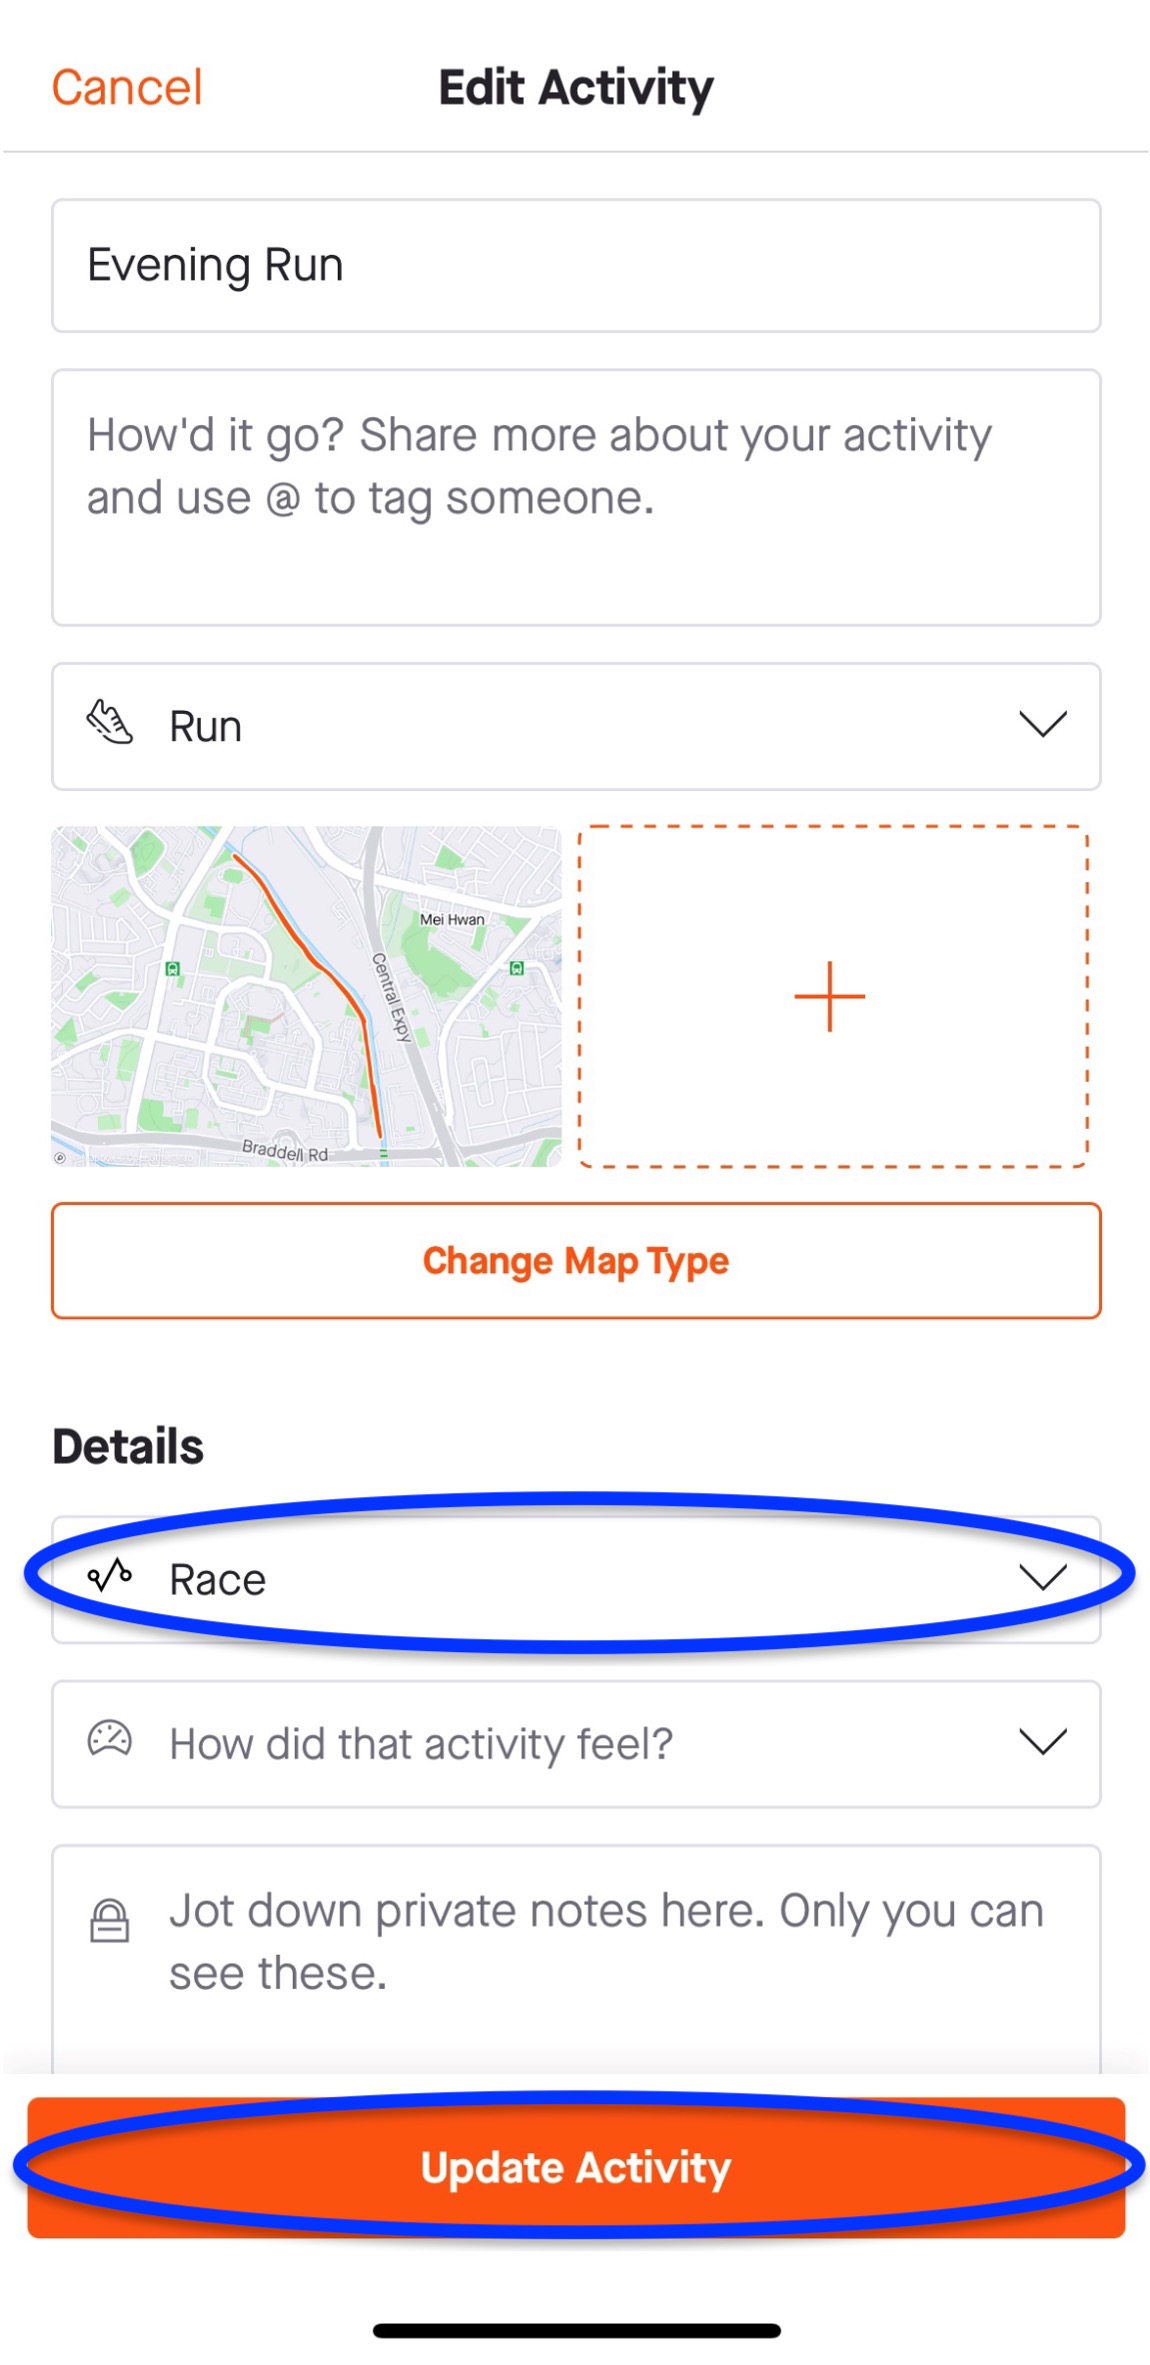 Cancel
Edit Activity
Evening Run
How'd it go? Share more about your activity
and use @ to tag someone.
Run
Mei Hwan
Central Expy
Braddell Rd
Change Map Type
Details
Race
How did that activity feel?
Jot down private notes here. Only you can
see these.
Update Activity